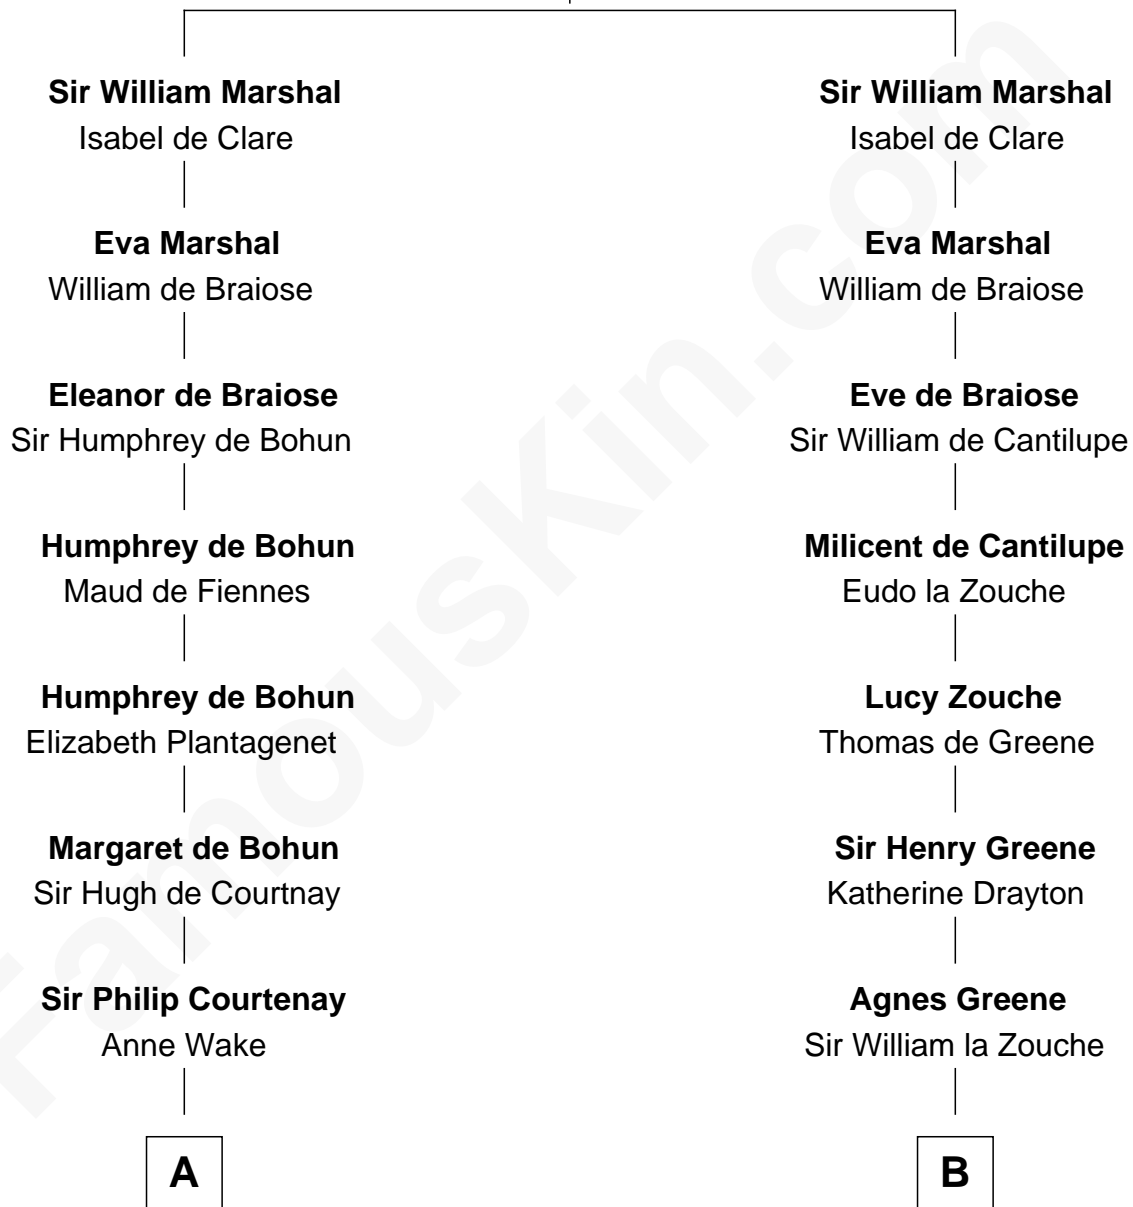 Sir William Marshal
Isabel de Clare
Eva Marshal
William de Braiose
Eleanor de Braiose
Sir Humphrey de Bohun
Humphrey de Bohun
Maud de Fiennes
Humphrey de Bohun
Elizabeth Plantagenet
Margaret de Bohun
Sir Hugh de Courtnay
Sir Philip Courtenay
Anne Wake
A
Sir William Marshal
Isabel de Clare
Eva Marshal
William de Braiose
Eve de Braiose
Sir William de Cantilupe
Milicent de Cantilupe
Eudo la Zouche
Lucy Zouche
Thomas de Greene
Sir Henry Greene
Katherine Drayton
Agnes Greene
Sir William la Zouche
B
FamousKin.com